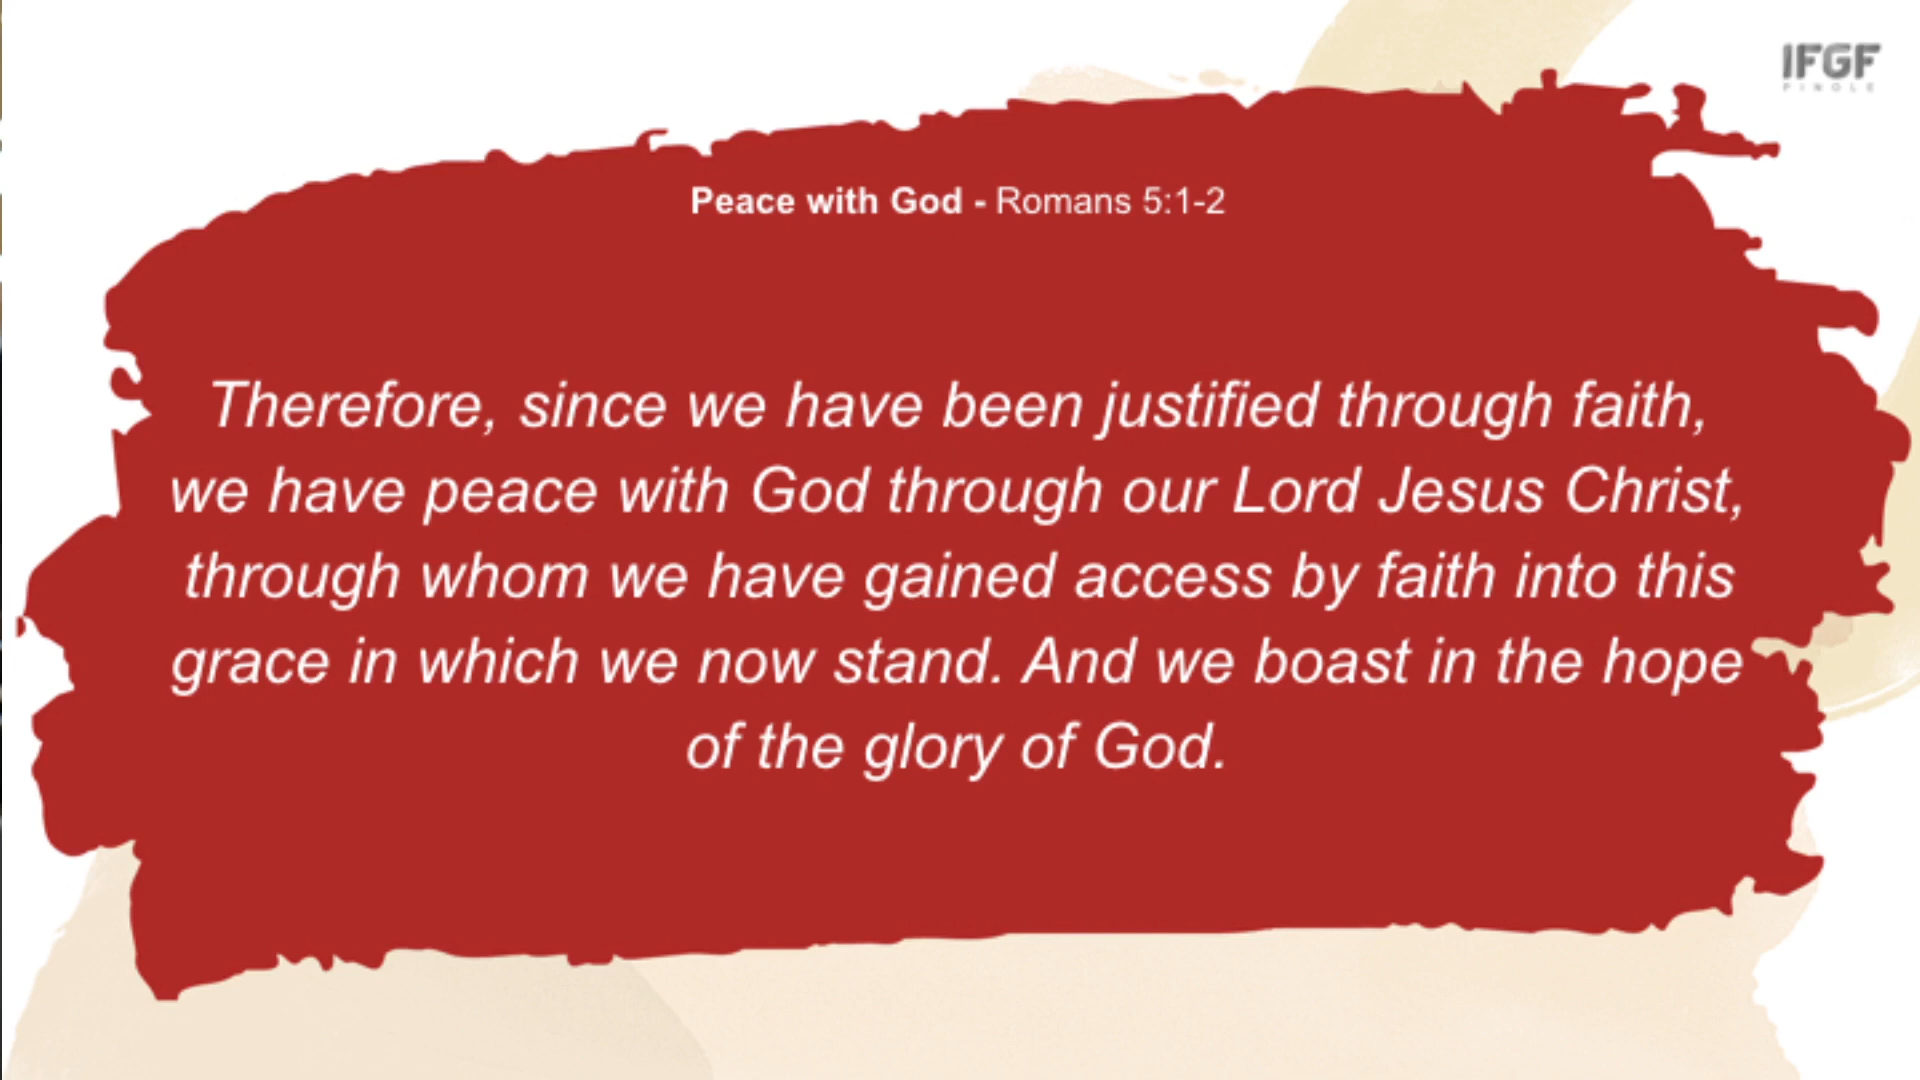 IFGF
PINOLE
Peace with God - Romans 5:1-2
Therefore, since we have been justified through faith,
we have peace with God through our Lord Jesus Christ,
through whom we have gained access by faith into this
grace in which we now stand. And we boast in the hope
of the glory of God.